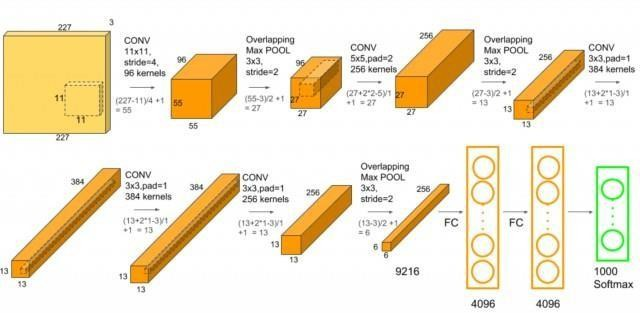 227
3
11
11
227
CONV
11x11,
stride=4,
96 kernels
(227-11)/4 +1
= 55
96
55
55
Overlapping
Max POOL
3x3,
stride=2
(55-3)/2 +1
= 27
96
27
27
CONV
5x5,pad=2
256 kernels
(27+2*2-5)/1
+1 = 27
256
27
27
Overlapping
Max POOL
3x3,
stride=2
(27-3)/2 +1
= 13
256
13
13
CONV
3x3,pad=1
384 kernels
(13+2*1-3)/1
+1 = 13
384
13
13
CONV
3x3,pad=1
384 kernels
(13+2*1-3)/1
+1 = 13
384
13
13
CONV
3x3,pad=1
256 kernels
(13+2*1-3)/1
+1 = 13
256
13
13
Overlapping
Max POOL
3x3,
stride=2
(13-3)/2 +1
= 6
256
6
6
9216
FC
4096
FC
4096
1000
Softmax